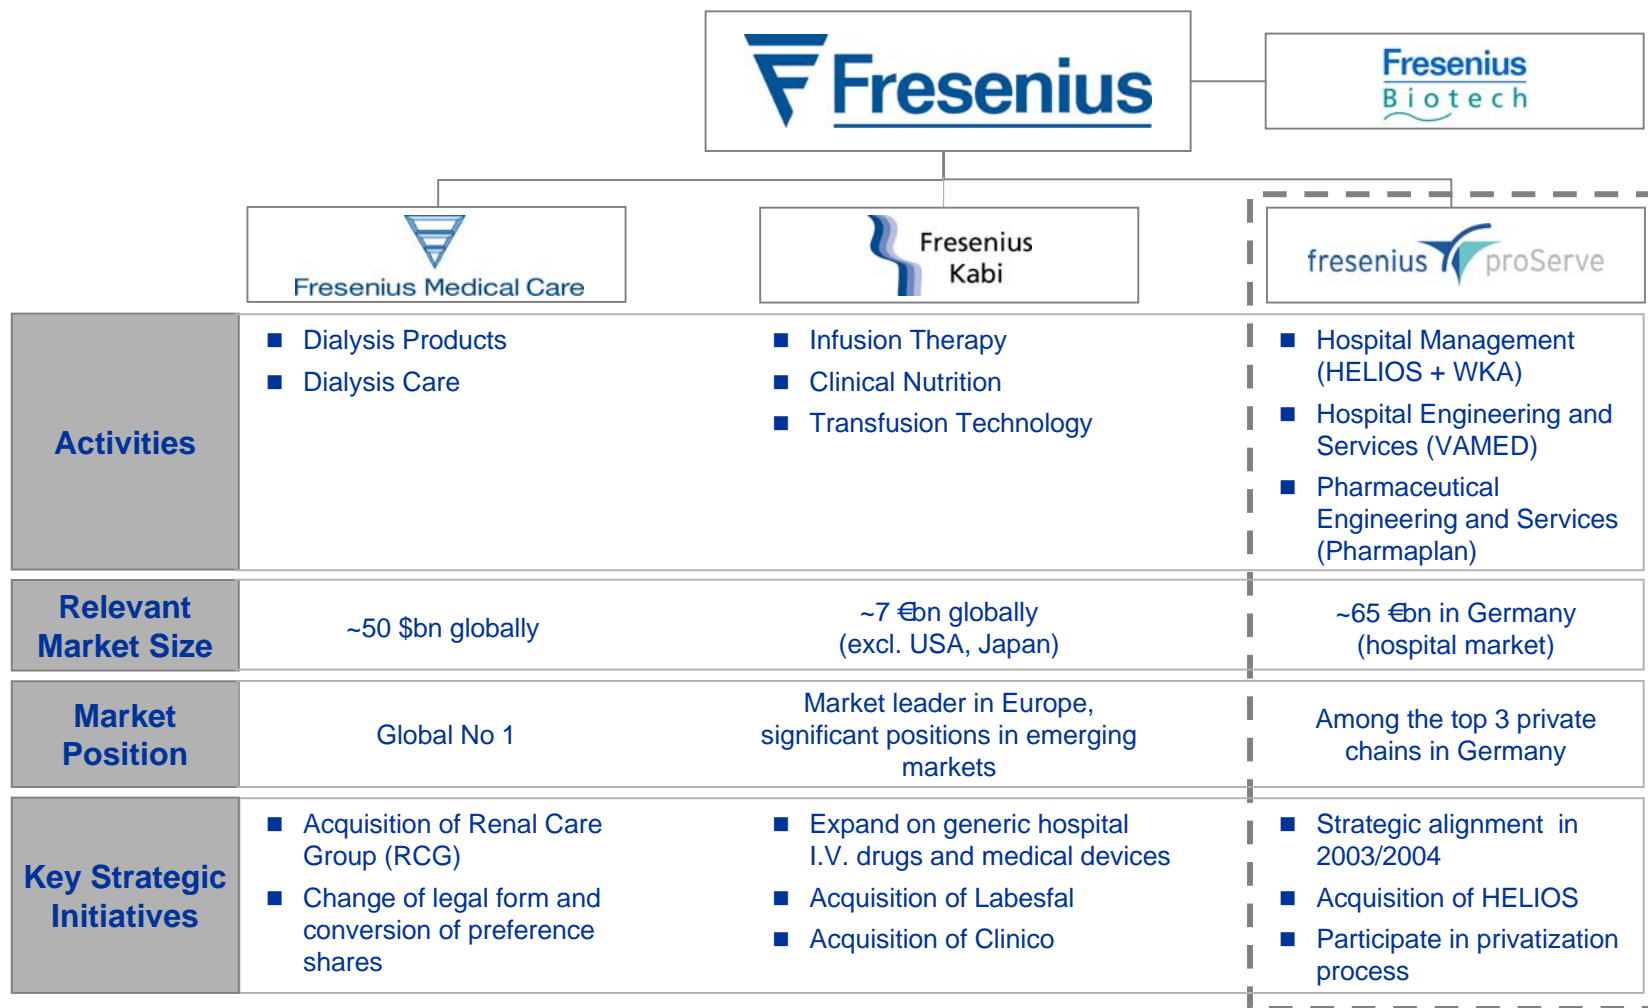 Fresenius
Fresenius
Biotech
Fresenius Medical Care
Fresenius
Kabi
fresenius proServe
Activities
■ Dialysis Products
■ Dialysis Care
■ Infusion Therapy
■ Clinical Nutrition
■ Transfusion Technology
■ Hospital Management
(HELIOS + WKA)
■ Hospital Engineering and
Services (VAMED)
■ Pharmaceutical
Engineering and Services
(Pharmaplan)
Relevant
Market Size
~50 $bn globally
~7 €bn globally
(excl. USA, Japan)
~65 €bn in Germany
(hospital market)
Market
Position
Global No 1
Market leader in Europe,
significant positions in emerging
markets
Among the top 3 private
chains in Germany
Key Strategic
Initiatives
■ Acquisition of Renal Care
Group (RCG)
■ Change of legal form and
conversion of preference
shares
■ Expand on generic hospital
I.V. drugs and medical devices
■ Acquisition of Labesfal
■ Acquisition of Clinico
■ Strategic alignment in
2003/2004
■ Acquisition of HELIOS
■ Participate in privatization
process